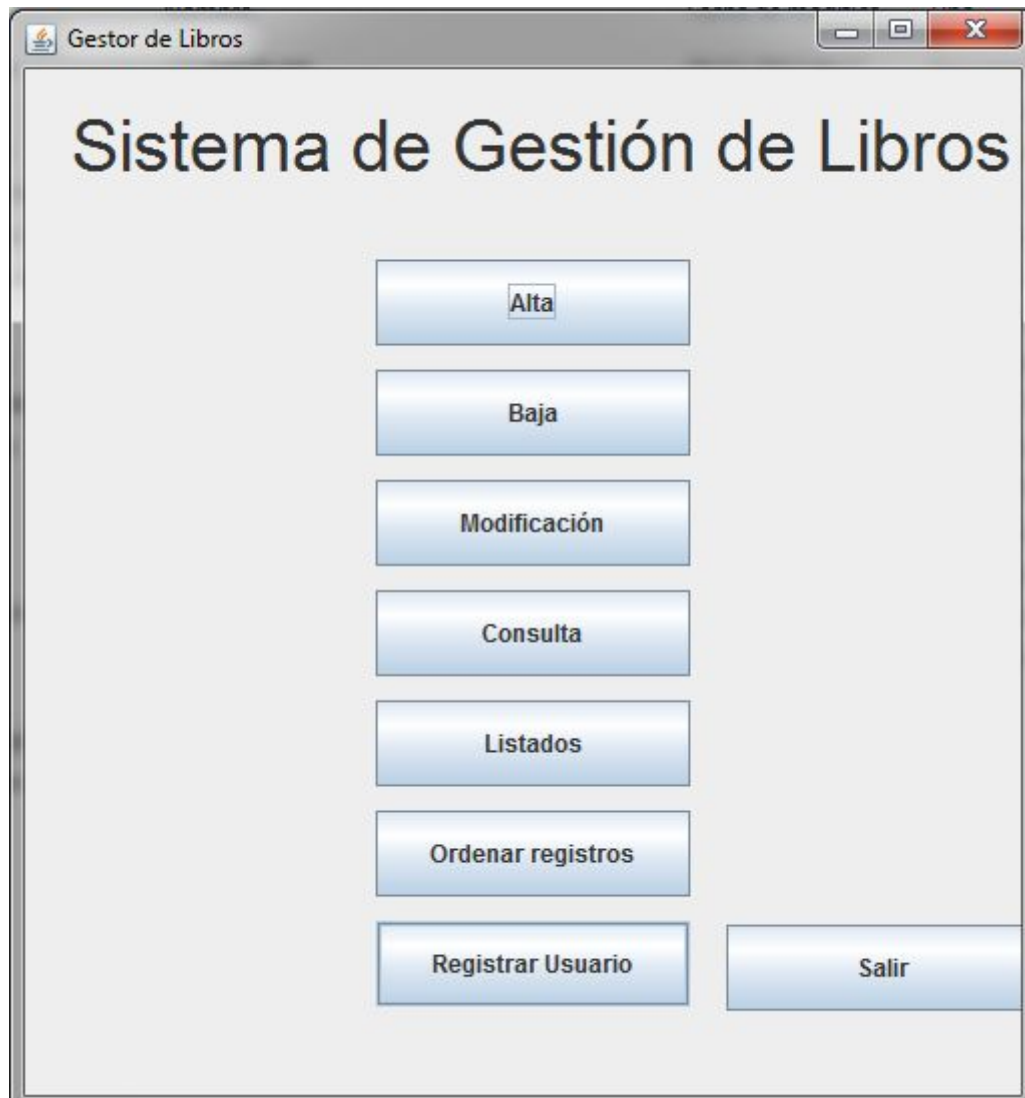 Gestor de Libros
Sistema de Gestión de Libros
Alta
Baja
Modificación
Consulta
Listados
Ordenar registros
Registrar Usuario
Salir